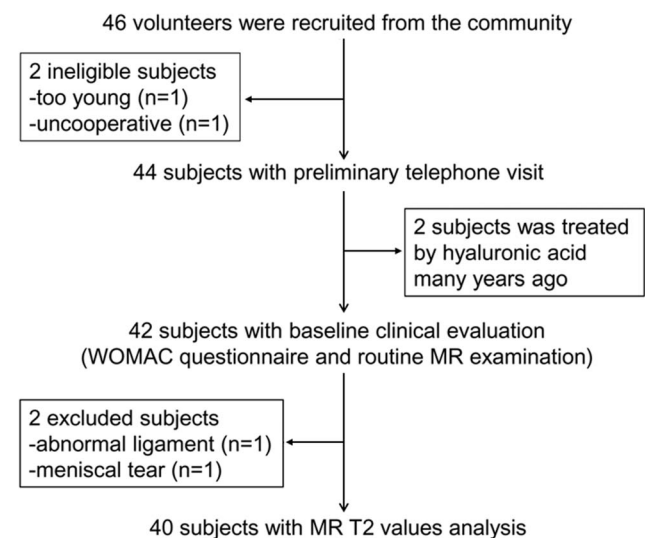 46 volunteers were recruited from the community
2 ineligible subjects
-too young (n=1)
-uncooperative (n=1)
44 subjects with preliminary telephone visit
2 subjects was treated
by hyaluronic acid
many years ago
42 subjects with baseline clinical evaluation
(WOMAC questionnaire and routine MR examination)
2 excluded subjects
-abnormal ligament (n=1)
-meniscal tear (n=1)
40 subjects with MR T2 values analysis